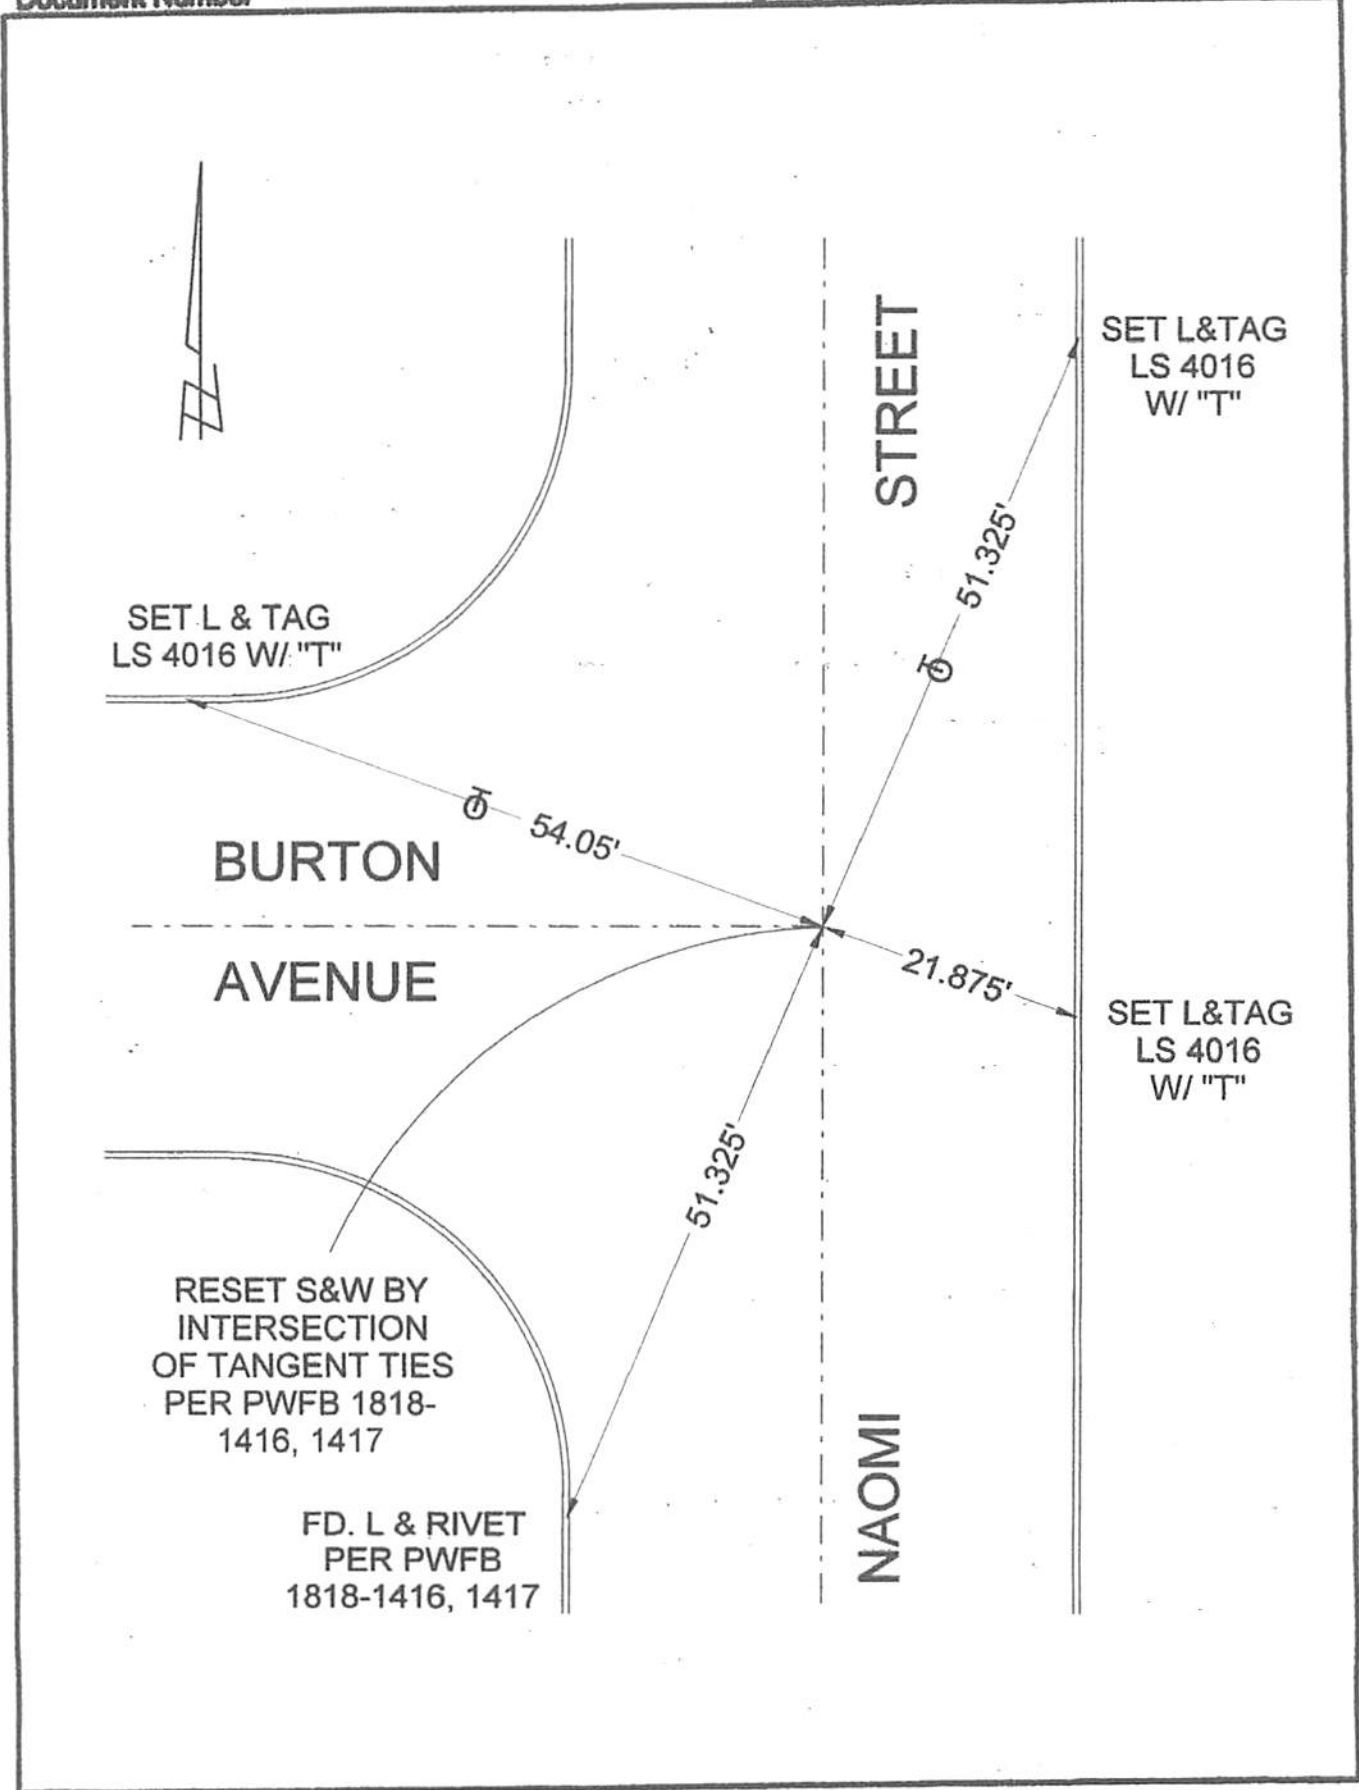 Document Number
SET L&TAG
LS 4016
W/ "T"
STREET
51.325'
SET L & TAG
LS 4016 W/ "T"
54.05'
BURTON
AVENUE
21.875'
SET L&TAG
LS 4016
W/ "T"
51.325'
RESET S&W BY
INTERSECTION
OF TANGENT TIES
PER PWFB 1818-
1416, 1417
NAOMI
FD. L & RIVET
PER PWFB
1818-1416, 1417